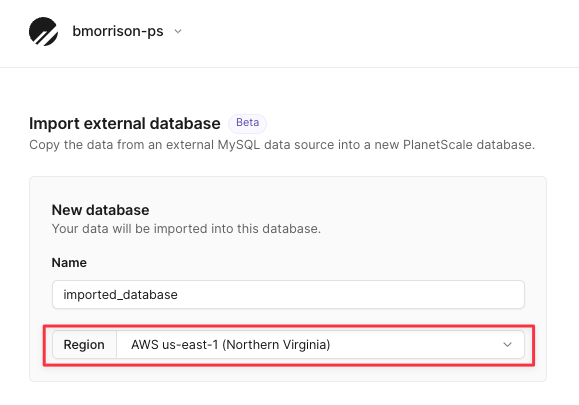 bmorrison-ps
Import external database Beta
Copy the data from an external MySQL data source into a new PlanetScale database.
New database
Your data will be imported into this database.
Name
imported_database
Region AWS us-east-1 (Northern Virginia)